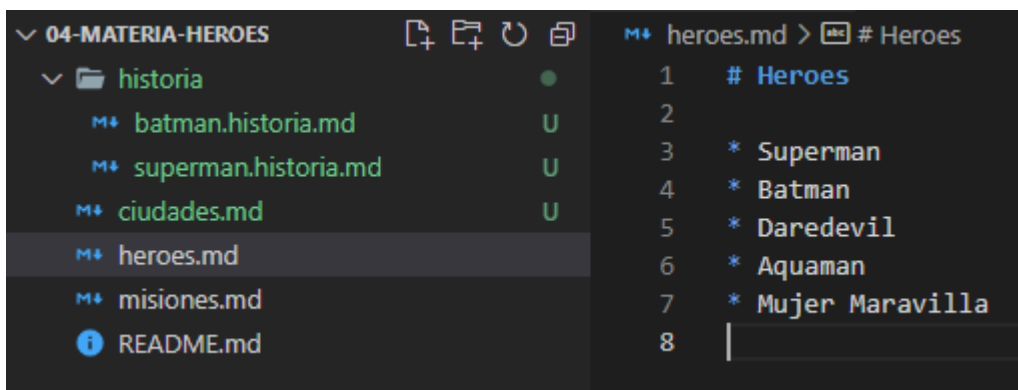 04-MATERIA-HEROES
historia
batman.historia.md U
superman.historia.md U
ciudades.md U
heroes.md
misiones.md
README.md
heroes.md > # Heroes
1 # Heroes
2
3 * Superman
4 * Batman
5 * Daredevil
6 * Aquaman
7 * Mujer Maravilla
8